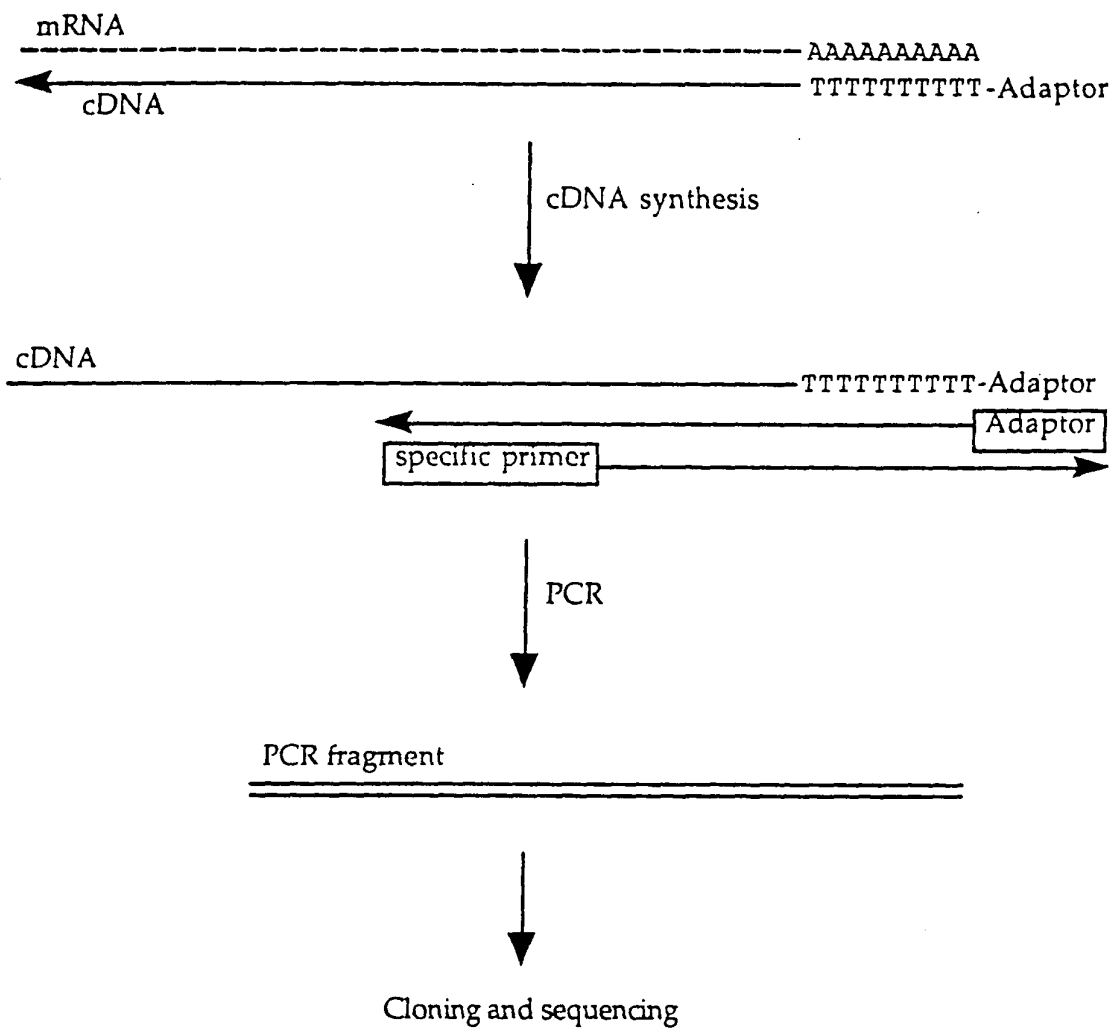 mRNA
AAAAAAAAAA
TTTTTTTTTT-Adaptor
cDNA
cDNA synthesis
cDNA
TTTTTTTTTT-Adaptor
Adaptor
specific primer
PCR
PCR fragment
Cloning and sequencing